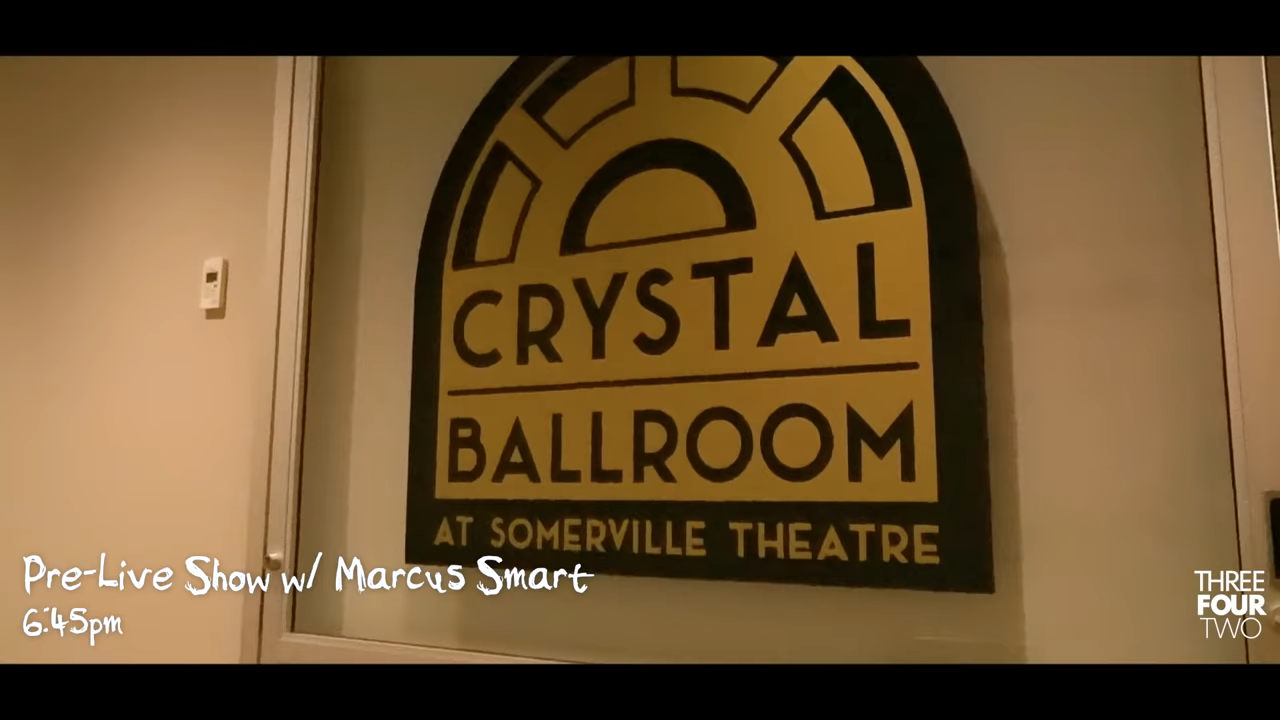 CRYSTAL
BALLROOM
AT SOMERVILLE THEATRE
Pre-Live Show w/ Marcus Smart
6:45pm
THREE
FOUR
TWO